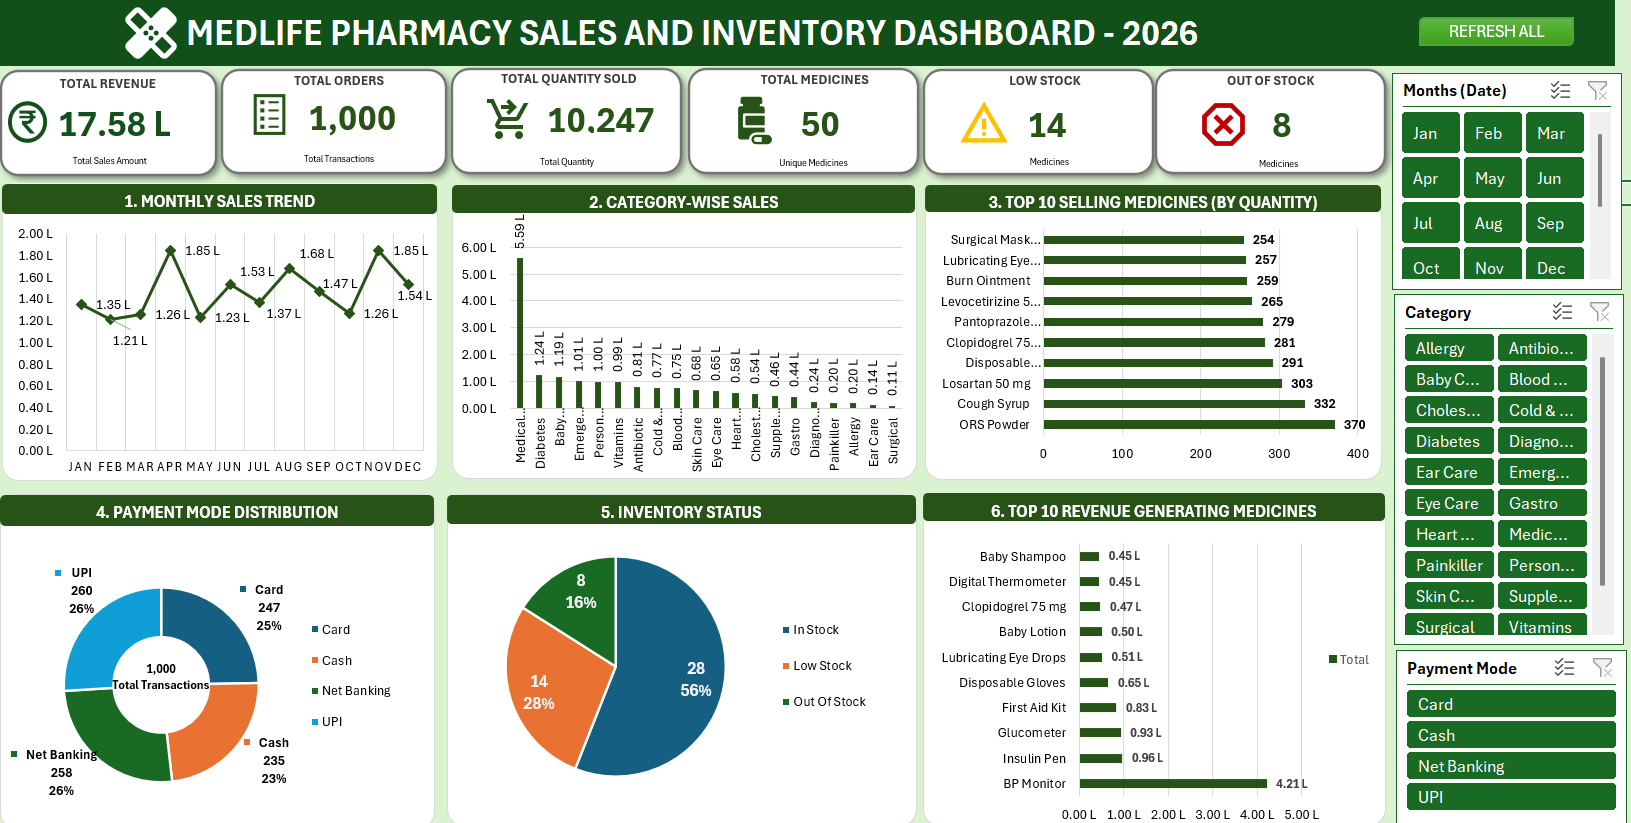 MEDLIFE PHARMACY SALES AND INVENTORY DASHBOARD - 2026
REFRESH ALL
TOTAL REVENUE
17.58 L
Total Sales Amount
TOTAL ORDERS
1,000
Total Transactions
TOTAL QUANTITY SOLD
10,247
Total Quantity
TOTAL MEDICINES
50
Unique Medicines
LOW STOCK
14
Medicines
OUT OF STOCK
8
Medicines
1. MONTHLY SALES TREND
2.00 L
1.80 L
1.60 L
1.40 L
1.20 L
1.00 L
0.80 L
0.60 L
0.40 L
0.20 L
0.00 L
1.35 L
1.21 L
1.26 L
1.85 L
1.23 L
1.53 L
1.37 L
1.68 L
1.47 L
1.26 L
1.85 L
1.54 L
JAN FEB MAR APR MAY JUN JUL AUG SEP OCT NOV DEC
2. CATEGORY-WISE SALES
6.00 L
5.00 L
4.00 L
3.00 L
2.00 L
1.00 L
0.00 L
5.59 L
1.24 L
1.19 L
1.01 L
1.00 L
0.99 L
0.81 L
0.77 L
0.75 L
0.68 L
0.65 L
0.58 L
0.54 L
0.46 L
0.44 L
0.24 L
0.20 L
0.20 L
0.14 L
0.11 L
Medical...
Diabetes
Baby...
Emerge...
Person...
Vitamins
Antibiotic
Cold &...
Blood...
Skin Care
Eye Care
Heart...
Cholest...
Supple...
Gastro
Diagno...
Painkiller
Allergy
Ear Care
Surgical
3. TOP 10 SELLING MEDICINES (BY QUANTITY)
Surgical Mask... 254
Lubricating Eye... 257
Burn Ointment 259
Levocetirizine 5... 265
Pantoprazole... 279
Clopidogrel 75... 281
Disposable... 291
Losartan 50 mg 303
Cough Syrup 332
ORS Powder 370
0 100 200 300 400
4. PAYMENT MODE DISTRIBUTION
UPI
260
26%
Card
247
25%
1,000
Total Transactions
Net Banking
258
26%
Cash
235
23%
Card
Cash
Net Banking
UPI
5. INVENTORY STATUS
8
16%
28
56%
14
28%
In Stock
Low Stock
Out Of Stock
6. TOP 10 REVENUE GENERATING MEDICINES
Baby Shampoo 0.45 L
Digital Thermometer 0.45 L
Clopidogrel 75 mg 0.47 L
Baby Lotion 0.50 L
Lubricating Eye Drops 0.51 L
Disposable Gloves 0.65 L
First Aid Kit 0.83 L
Glucometer 0.93 L
Insulin Pen 0.96 L
BP Monitor 4.21 L
0.00 L 1.00 L 2.00 L 3.00 L 4.00 L 5.00 L
Total
Months (Date)
Jan Feb Mar
Apr May Jun
Jul Aug Sep
Oct Nov Dec
Category
Allergy Antibio...
Baby C... Blood ...
Choles... Cold & ...
Diabetes Diagno...
Ear Care Emerg...
Eye Care Gastro
Heart ... Medic...
Painkiller Person...
Skin C... Supple...
Surgical Vitamins
Payment Mode
Card
Cash
Net Banking
UPI